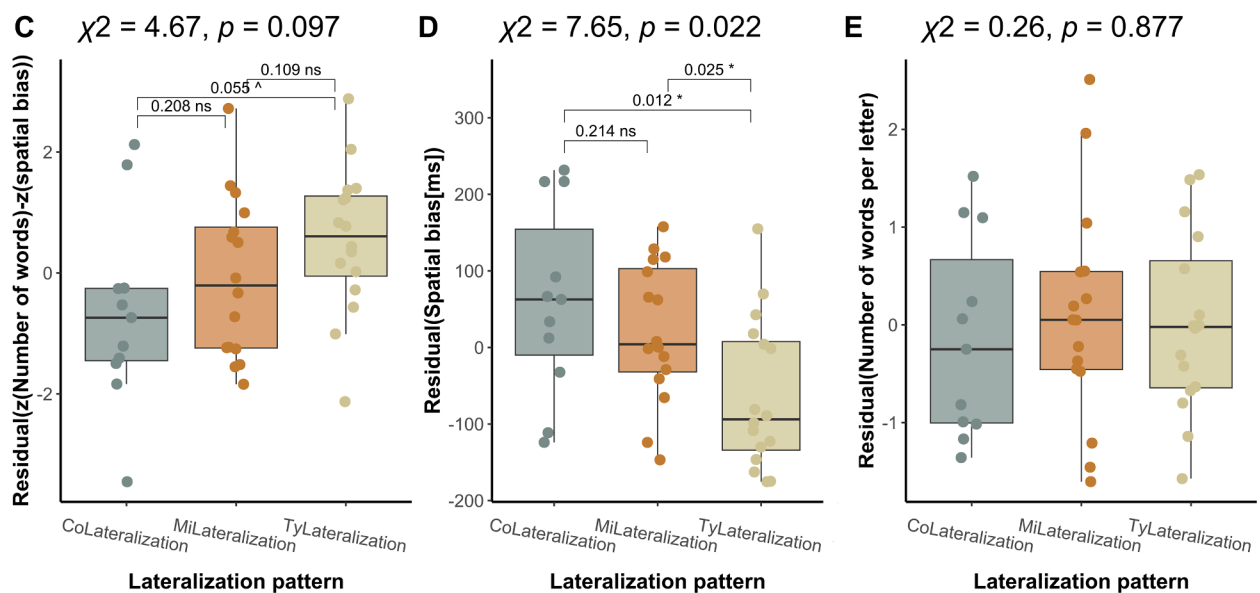 C
χ2 = 4.67, p = 0.097
Residual(z(Number of words)-z(spatial bias))
2
0
-2
0.109 ns
0.055 ^
0.208 ns
CoLateralization
MiLateralization
TyLateralization
Lateralization pattern
D
χ2 = 7.65, p = 0.022
Residual(Spatial bias[ms])
300
200
100
0
-100
-200
0.025 *
0.012 *
0.214 ns
CoLateralization
MiLateralization
TyLateralization
Lateralization pattern
E
χ2 = 0.26, p = 0.877
Residual(Number of words per letter)
2
1
0
-1
CoLateralization
MiLateralization
TyLateralization
Lateralization pattern